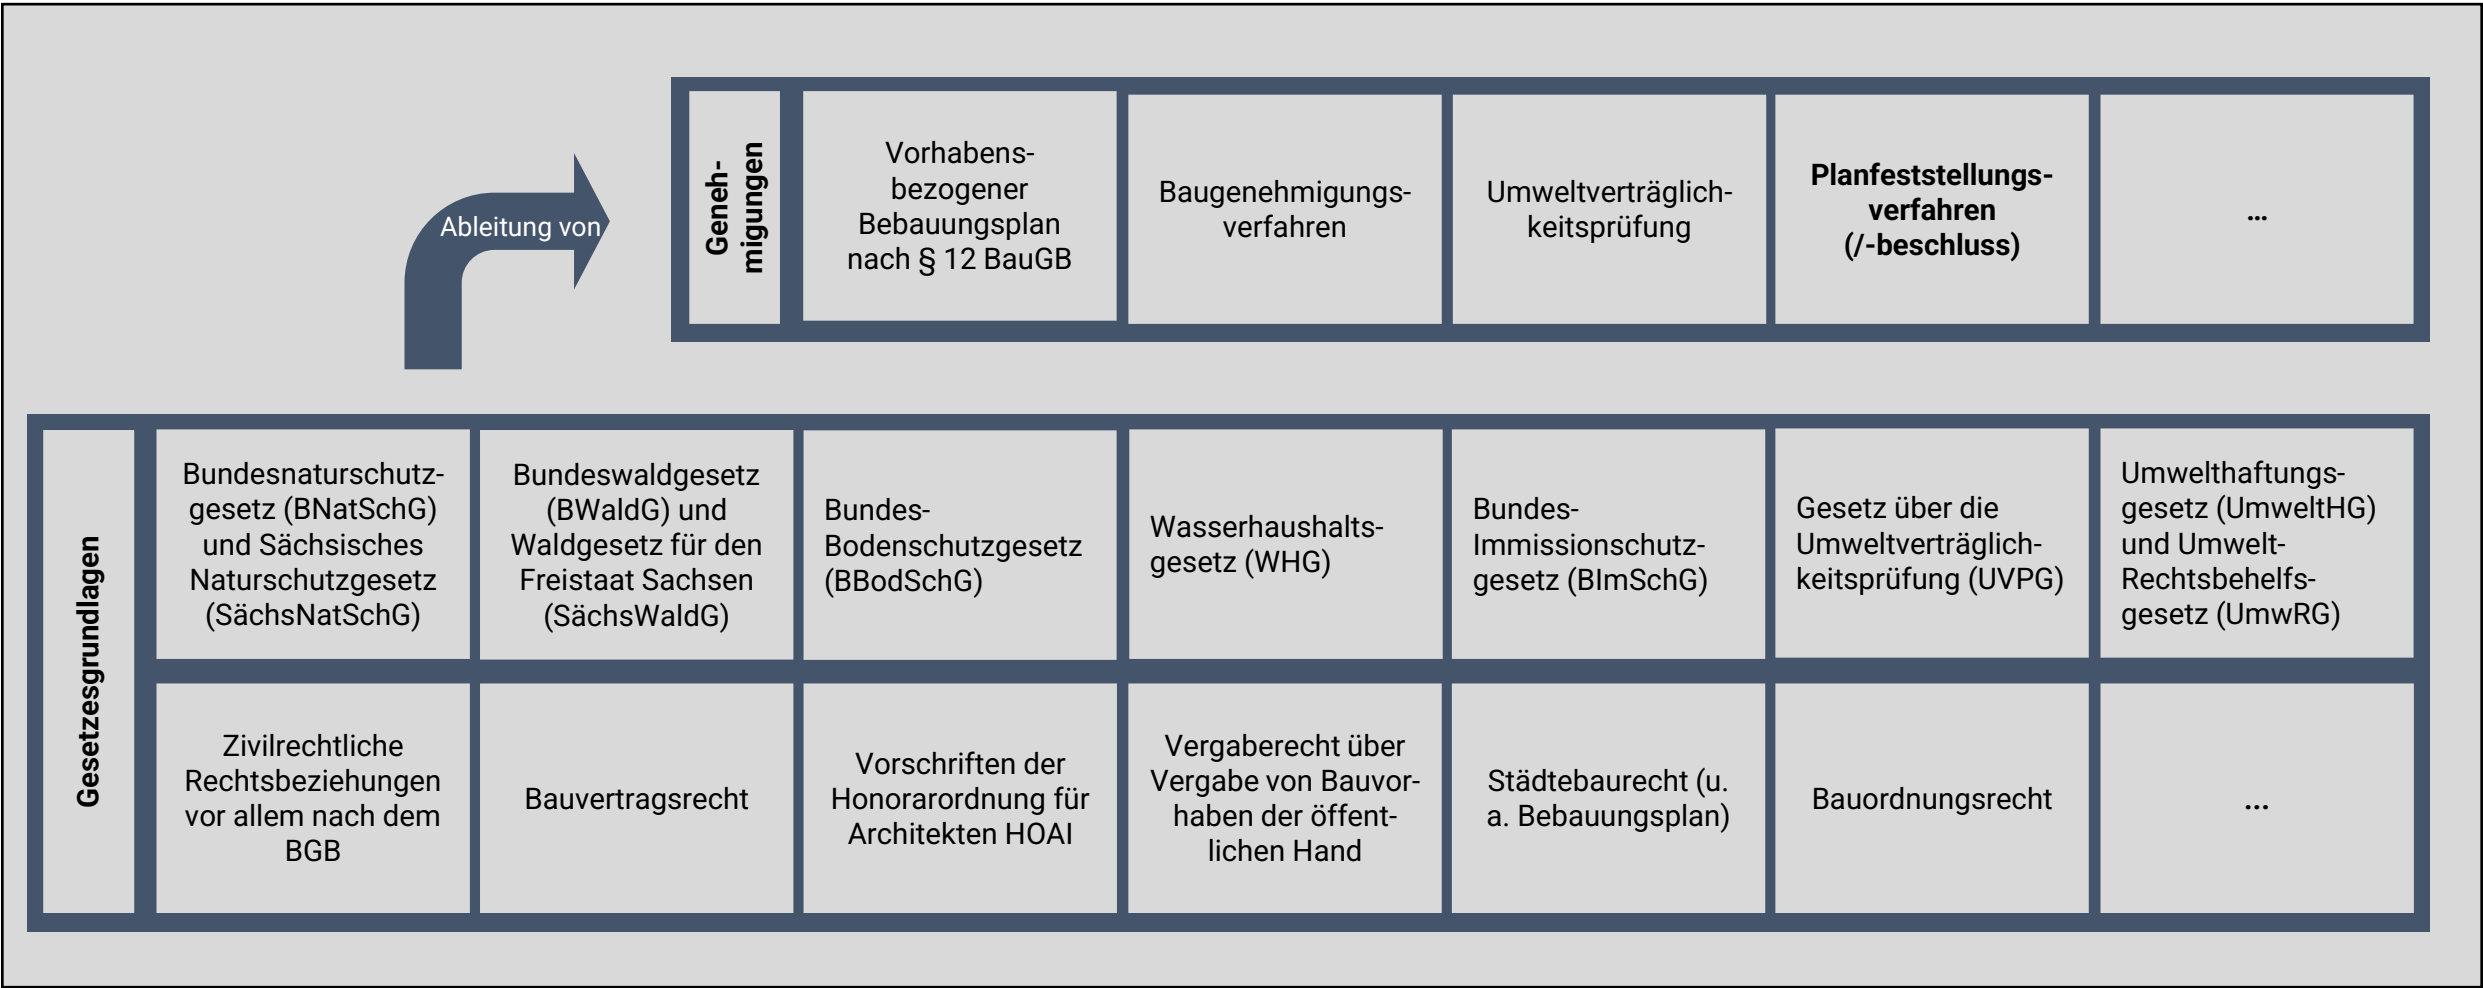 Ableitung von
Geneh-
migungen
Vorhabens-
bezogener
Bebauungsplan
nach § 12 BauGB
Baugenehmigungs-
verfahren
Umweltverträglich-
keitsprüfung
Planfeststellungs-
verfahren
(/-beschluss)
...
Gesetzesgrundlagen
Bundesnaturschutz-
gesetz (BNatSchG)
und Sächsisches
Naturschutzgesetz
(SächsNatSchG)
Bundeswaldgesetz
(BWaldG) und
Waldgesetz für den
Freistaat Sachsen
(SächsWaldG)
Bundes-
Bodenschutzgesetz
(BBodSchG)
Wasserhaushalts-
gesetz (WHG)
Bundes-
Immissionschutz-
gesetz (BImSchG)
Gesetz über die
Umweltverträglich-
keitsprüfung (UVPG)
Umwelthaftungs-
gesetz (UmweltHG)
und Umwelt-
Rechtsbehelfs-
gesetz (UmwRG)
Zivilrechtliche
Rechtsbeziehungen
vor allem nach dem
BGB
Bauvertragsrecht
Vorschriften der
Honorarordnung für
Architekten HOAI
Vergaberecht über
Vergabe von Bauvor-
haben der öffent-
lichen Hand
Städtebaurecht (u.
a. Bebauungsplan)
Bauordnungsrecht
...